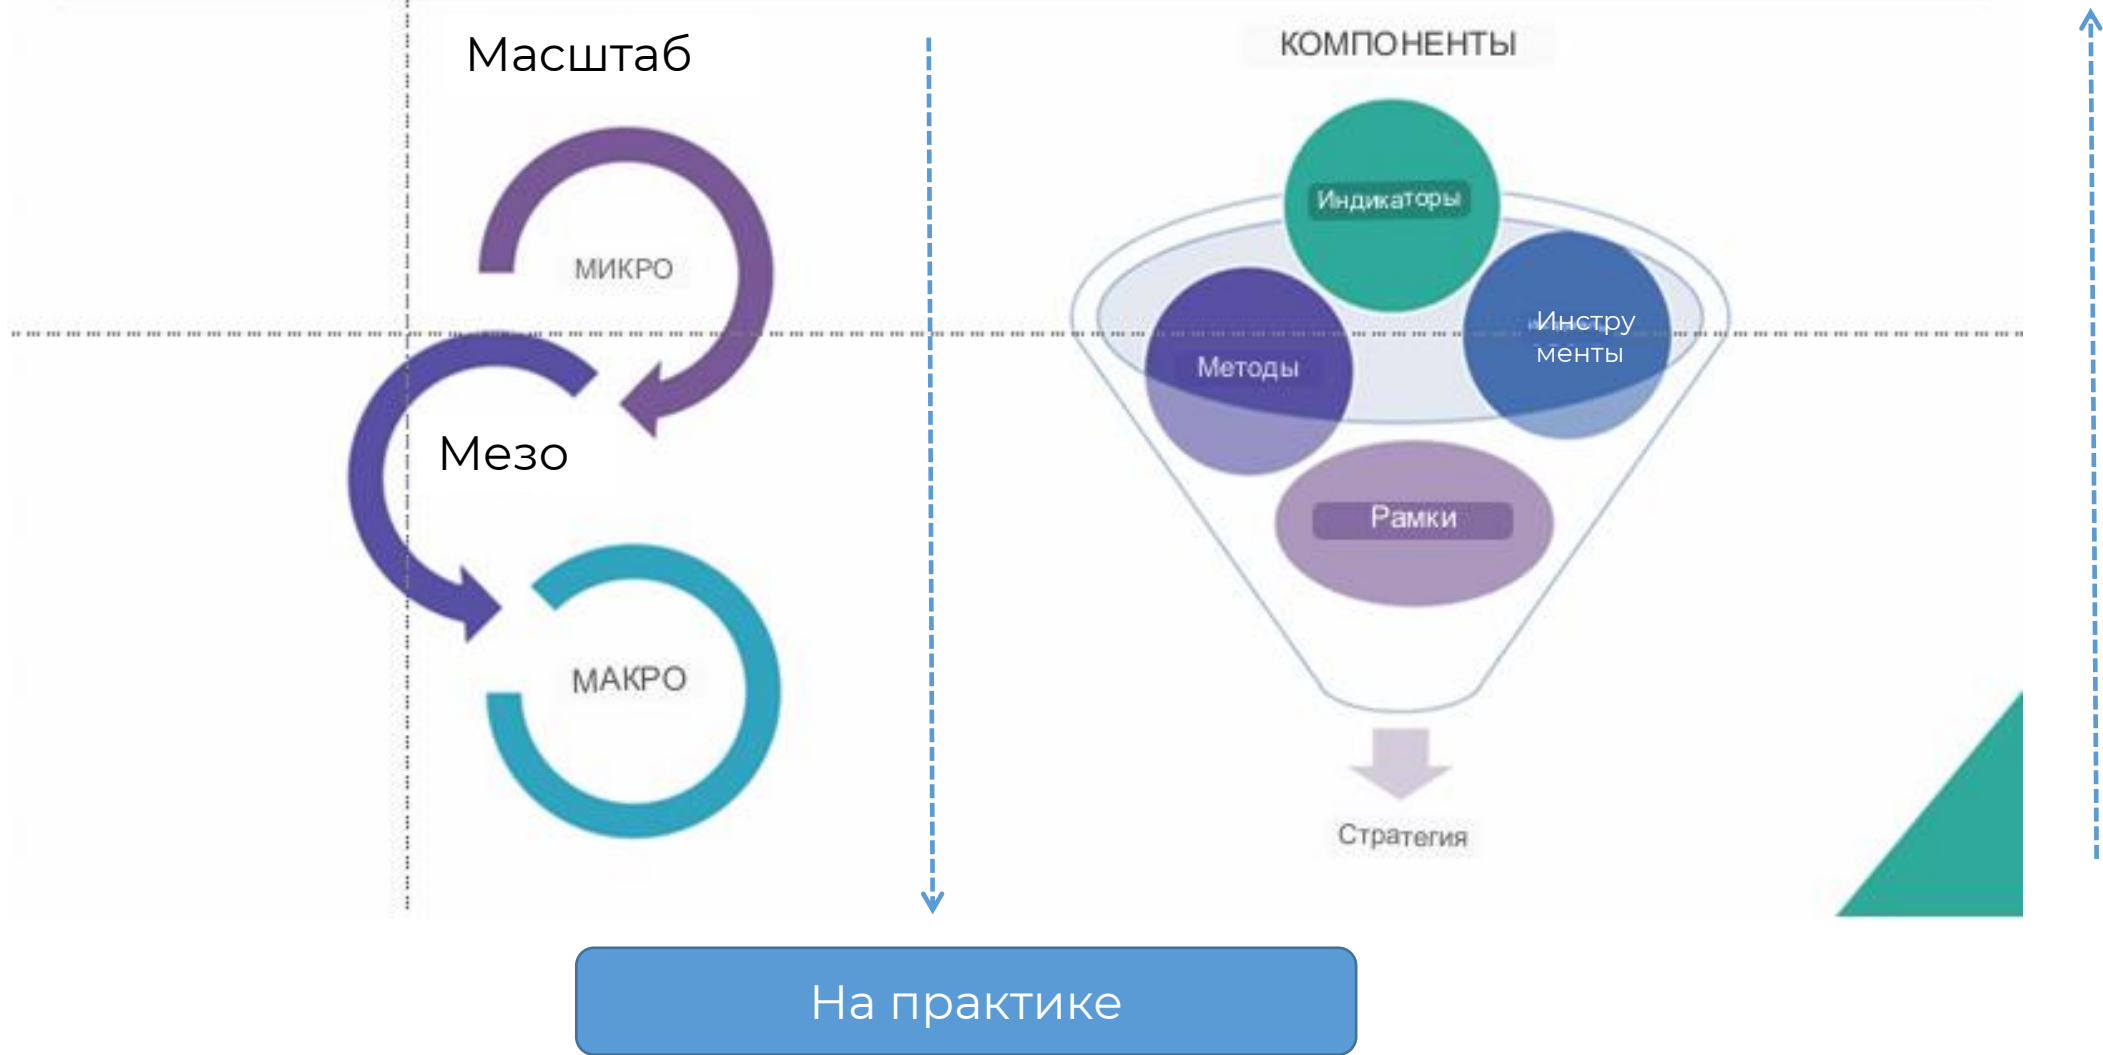 Масштаб
МИКРО
Мезо
МАКРО
КОМПОНЕНТЫ
Индикаторы
Методы
Инстру
менты
Рамки
Стратегия
На практике